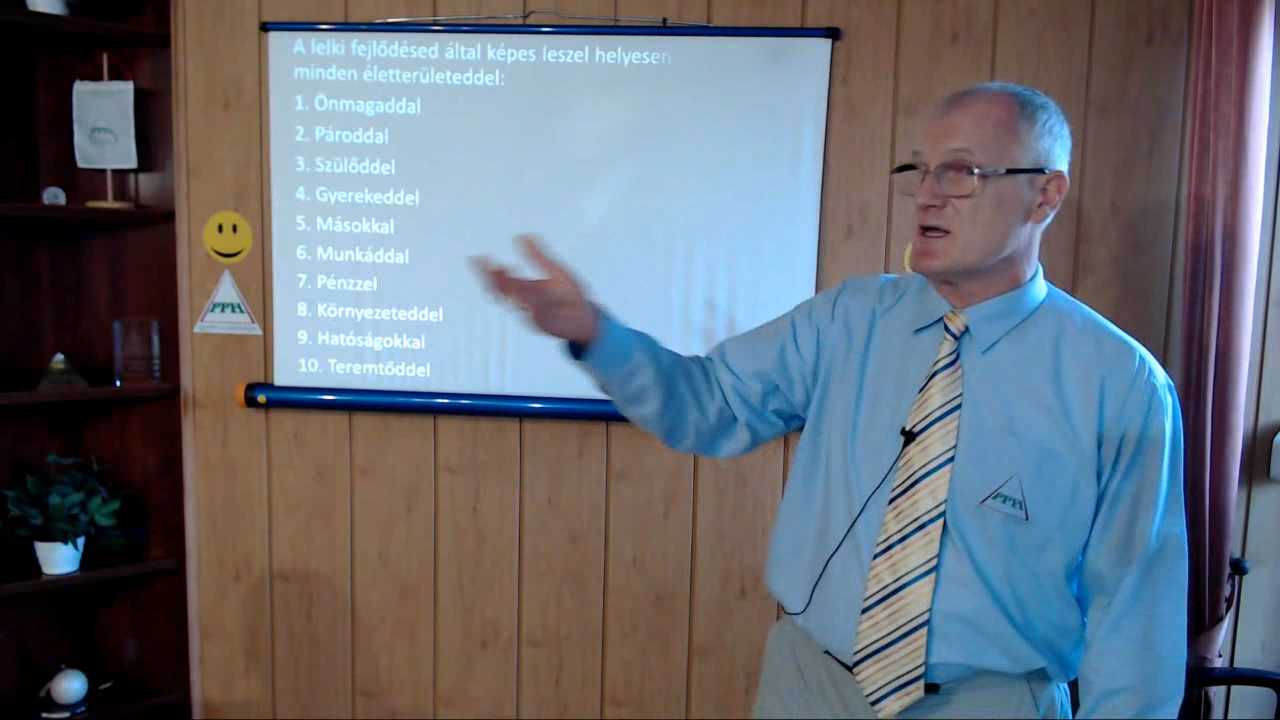 A lelki fejlődésed által képes leszel helyesen
minden életterületeddel:
1. Önmagaddal
2. Pároddal
3. Szülőddel
4. Gyerekeddel
5. Másokkal
6. Munkáddal
7. Pénzzel
8. Környezeteddel
9. Hatóságokkal
10. Teremtőddel
PPH
PPH